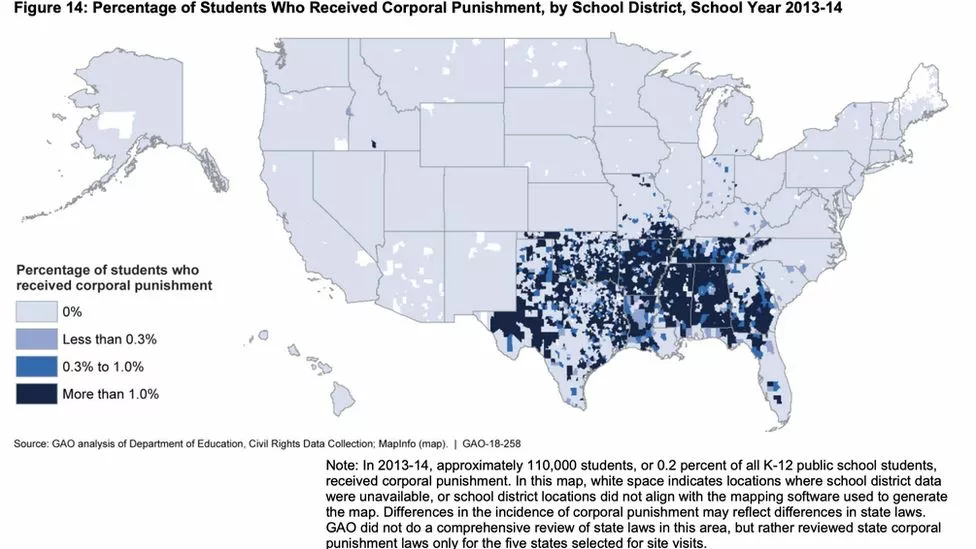 Figure 14: Percentage of Students Who Received Corporal Punishment, by School District, School Year 2013-14
Percentage of students who
received corporal punishment
0%
Less than 0.3%
0.3% to 1.0%
More than 1.0%
Source: GAO analysis of Department of Education, Civil Rights Data Collection; MapInfo (map). | GAO-18-258
Note: In 2013-14, approximately 110,000 students, or 0.2 percent of all K-12 public school students,
received corporal punishment. In this map, white space indicates locations where school district data
were unavailable, or school district locations did not align with the mapping software used to generate
the map. Differences in the incidence of corporal punishment may reflect differences in state laws.
GAO did not do a comprehensive review of state laws in this area, but rather reviewed state corporal
punishment laws only for the five states selected for site visits.